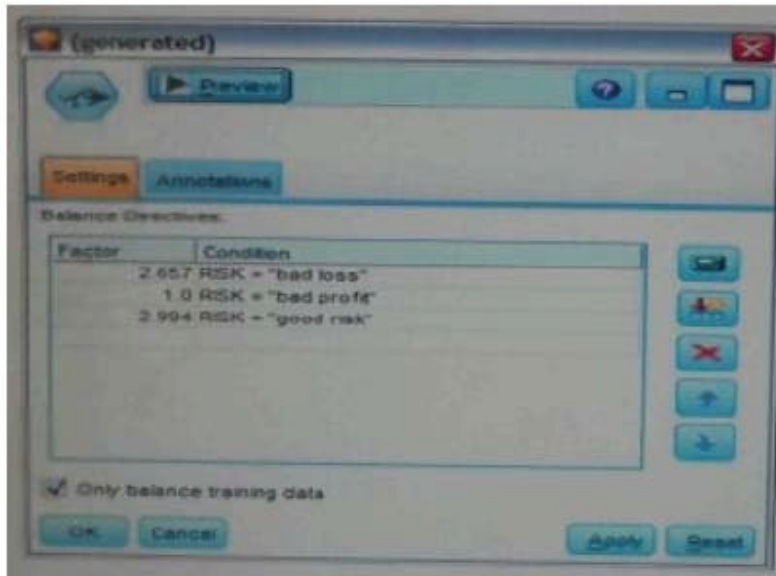 (generated)
Preview
Settings Annotations
Balance Directives:
Factor Condition
2.657 RISK = "bad loss"
1.0 RISK = "bad profit"
2.994 RISK = "good risk"
Only balance training data
OK Cancel Apply Reset